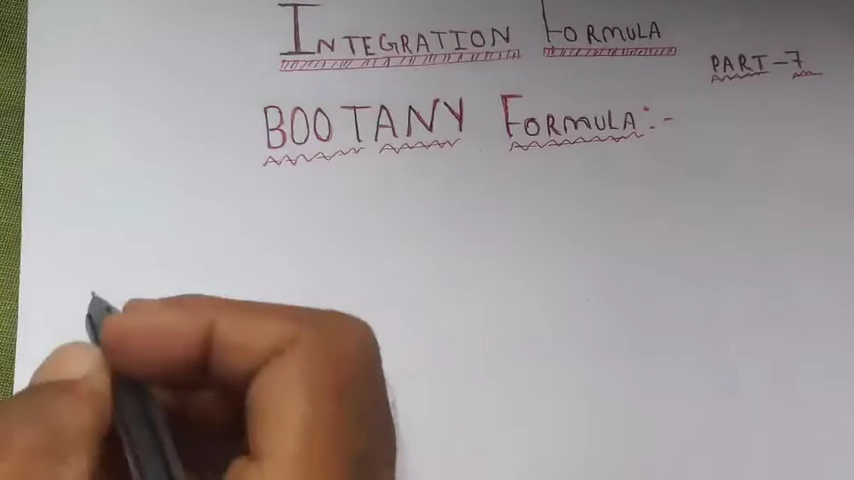 INTEGRATION FORMULA
PART-7
BOOTANY FORMULA:-